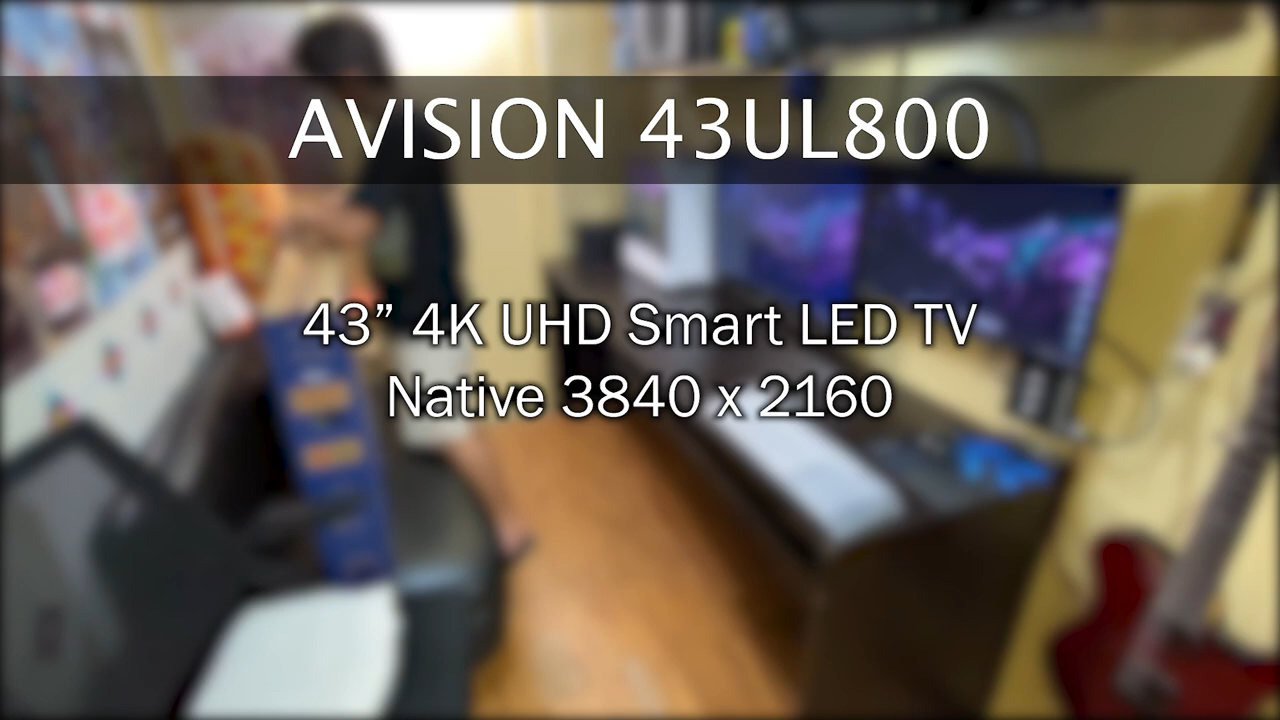 AVISION 43UL800
43” 4K UHD Smart LED TV
Native 3840 x 2160